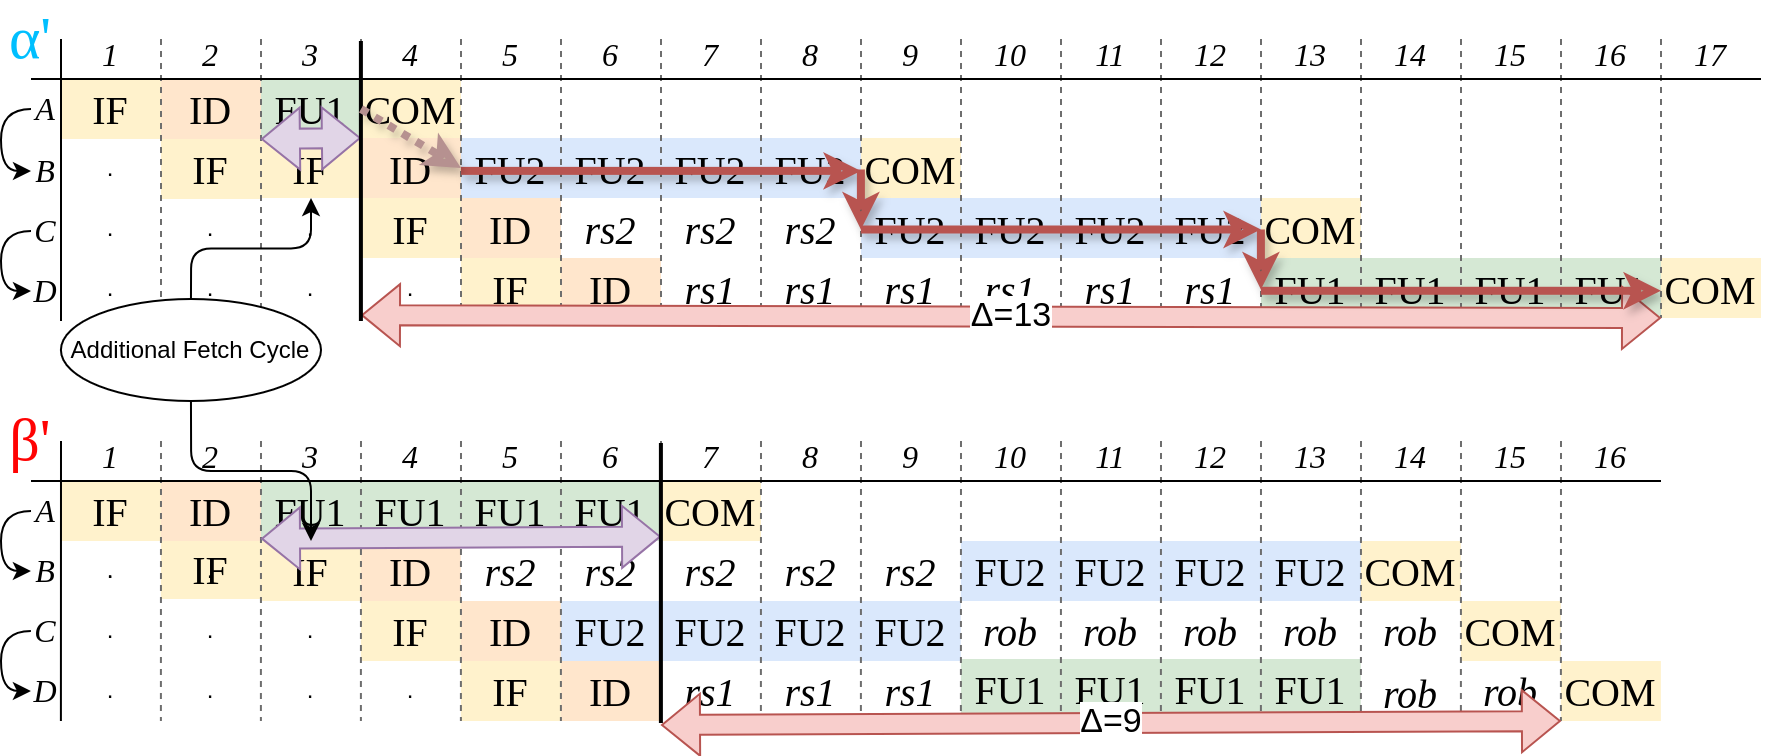 α'
1 2 3 4 5 6 7 8 9 10 11 12 13 14 15 16 17
A IF ID FU1 COM
B . IF IF ID FU2 FU2 FU2 FU2 COM
C . . IF ID rs2 rs2 rs2 FU2 FU2 FU2 FU2 COM
D . . . . IF ID rs1 rs1 rs1 rs1 rs1 rs1 FU1 FU1 FU1 FU1 COM
Δ=13
Additional Fetch Cycle
β'
1 2 3 4 5 6 7 8 9 10 11 12 13 14 15 16
A IF ID FU1 FU1 FU1 FU1 COM
B . IF IF ID rs2 rs2 rs2 rs2 rs2 FU2 FU2 FU2 FU2 COM
C . . . IF ID FU2 FU2 FU2 FU2 rob rob rob rob rob COM
D . . . . IF ID rs1 rs1 rs1 FU1 FU1 FU1 FU1 rob rob COM
Δ=9